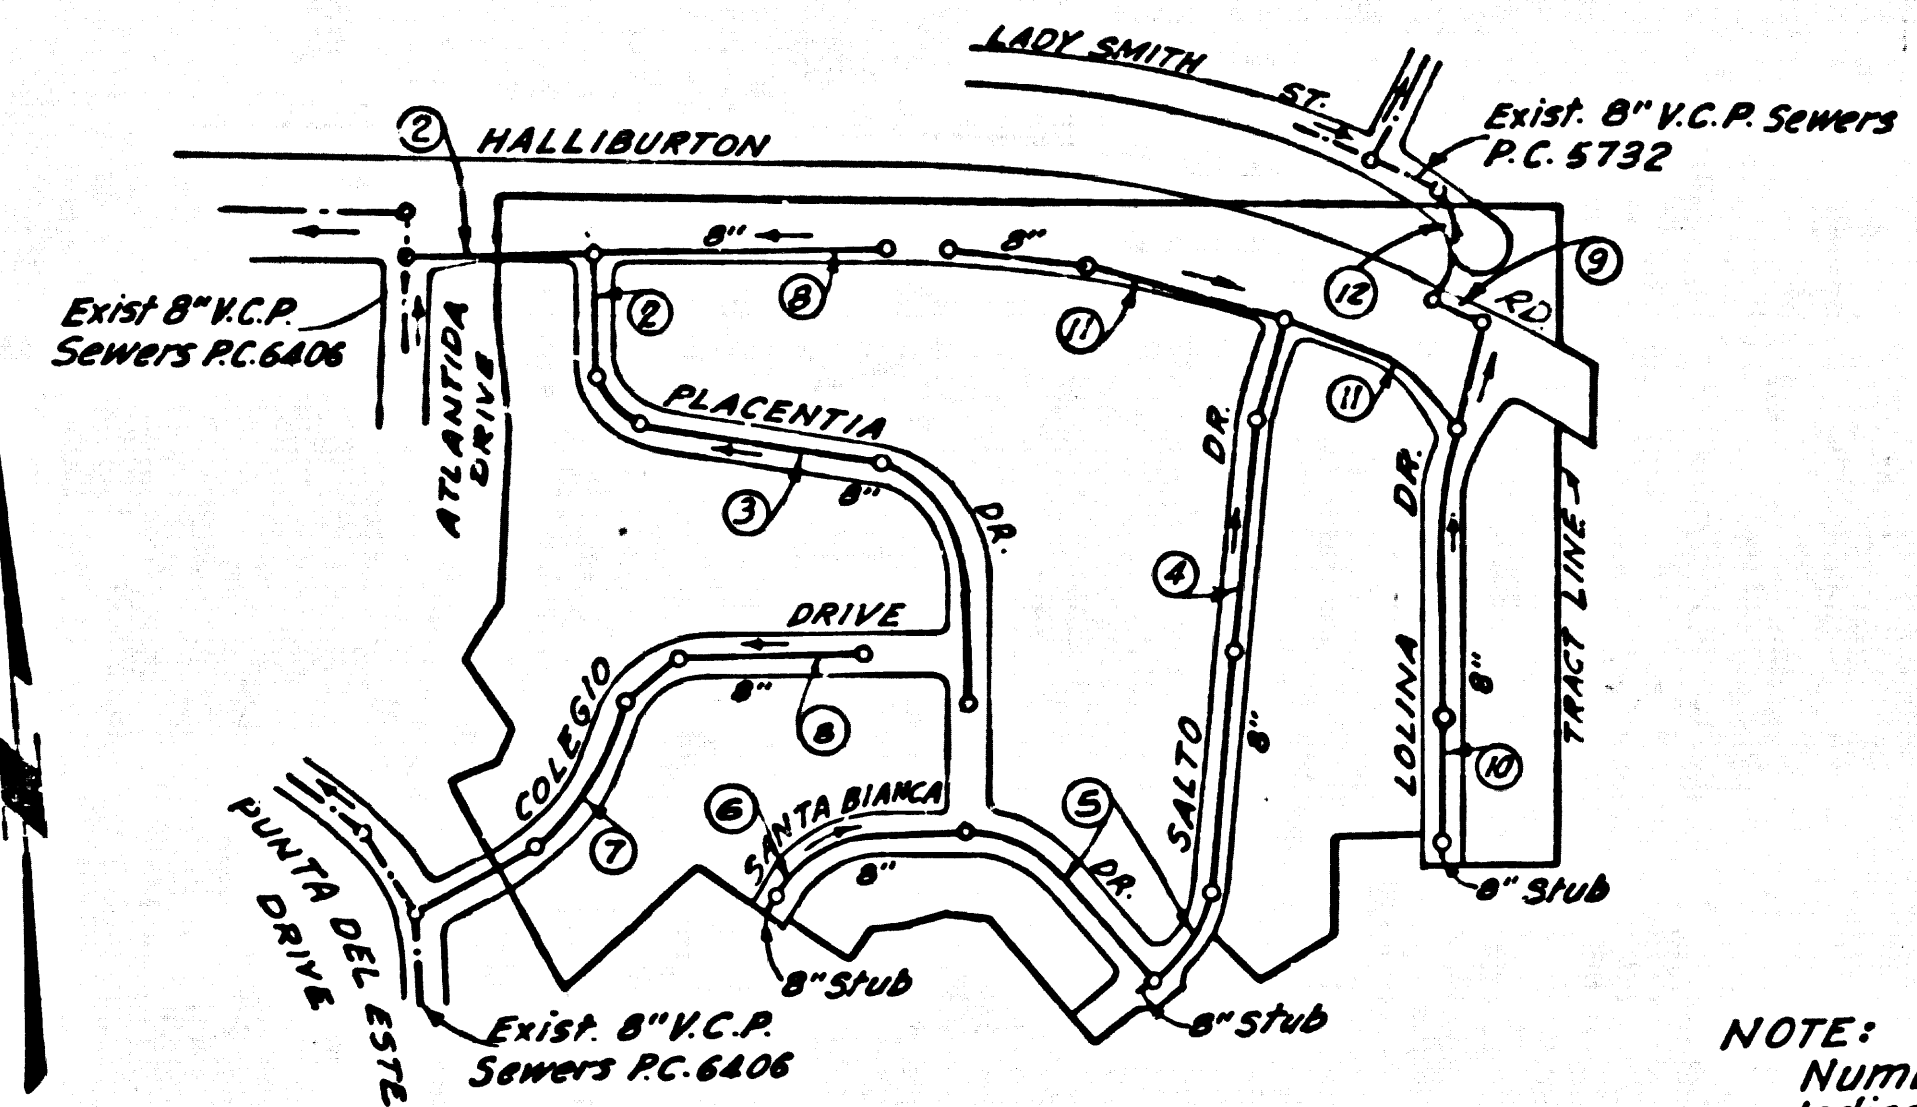 LADY SMITH
ST.
Exist. 8" V.C.P. Sewers
P.C. 5732
2
HALLIBURTON
8"
8"
9
12
RD.
Exist 8" V.C.P.
Sewers P.C. 6406
2
8
11
11
ATLANTIDA
DRIVE
PLACENTIA
DR.
3
8"
DR.
DR.
4
TRACT LINE
DRIVE
8"
COLEGIO
8
LOLINA
8"
SALTO
8"
10
PUNTA DEL ESTE
DRIVE
7
6
SANTA BIANCA
8"
5
DR.
8" Stub
8" Stub
8" Stub
Exist. 8" V.C.P.
Sewers P.C. 6406
NOTE: